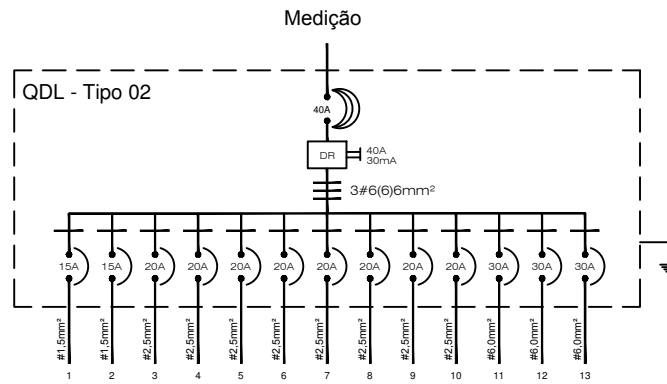 Medição
QDL - Tipo 02
40A
DR
40A
30mA
3#6(6)6mm²
15A 15A 20A 20A 20A 20A 20A 20A 20A 20A 30A 30A 30A
#1,5mm² #1,5mm² #2,5mm² #2,5mm² #2,5mm² #2,5mm² #2,5mm² #2,5mm² #2,5mm² #2,5mm² #6,0mm² #6,0mm² #6,0mm²
1 2 3 4 5 6 7 8 9 10 11 12 13